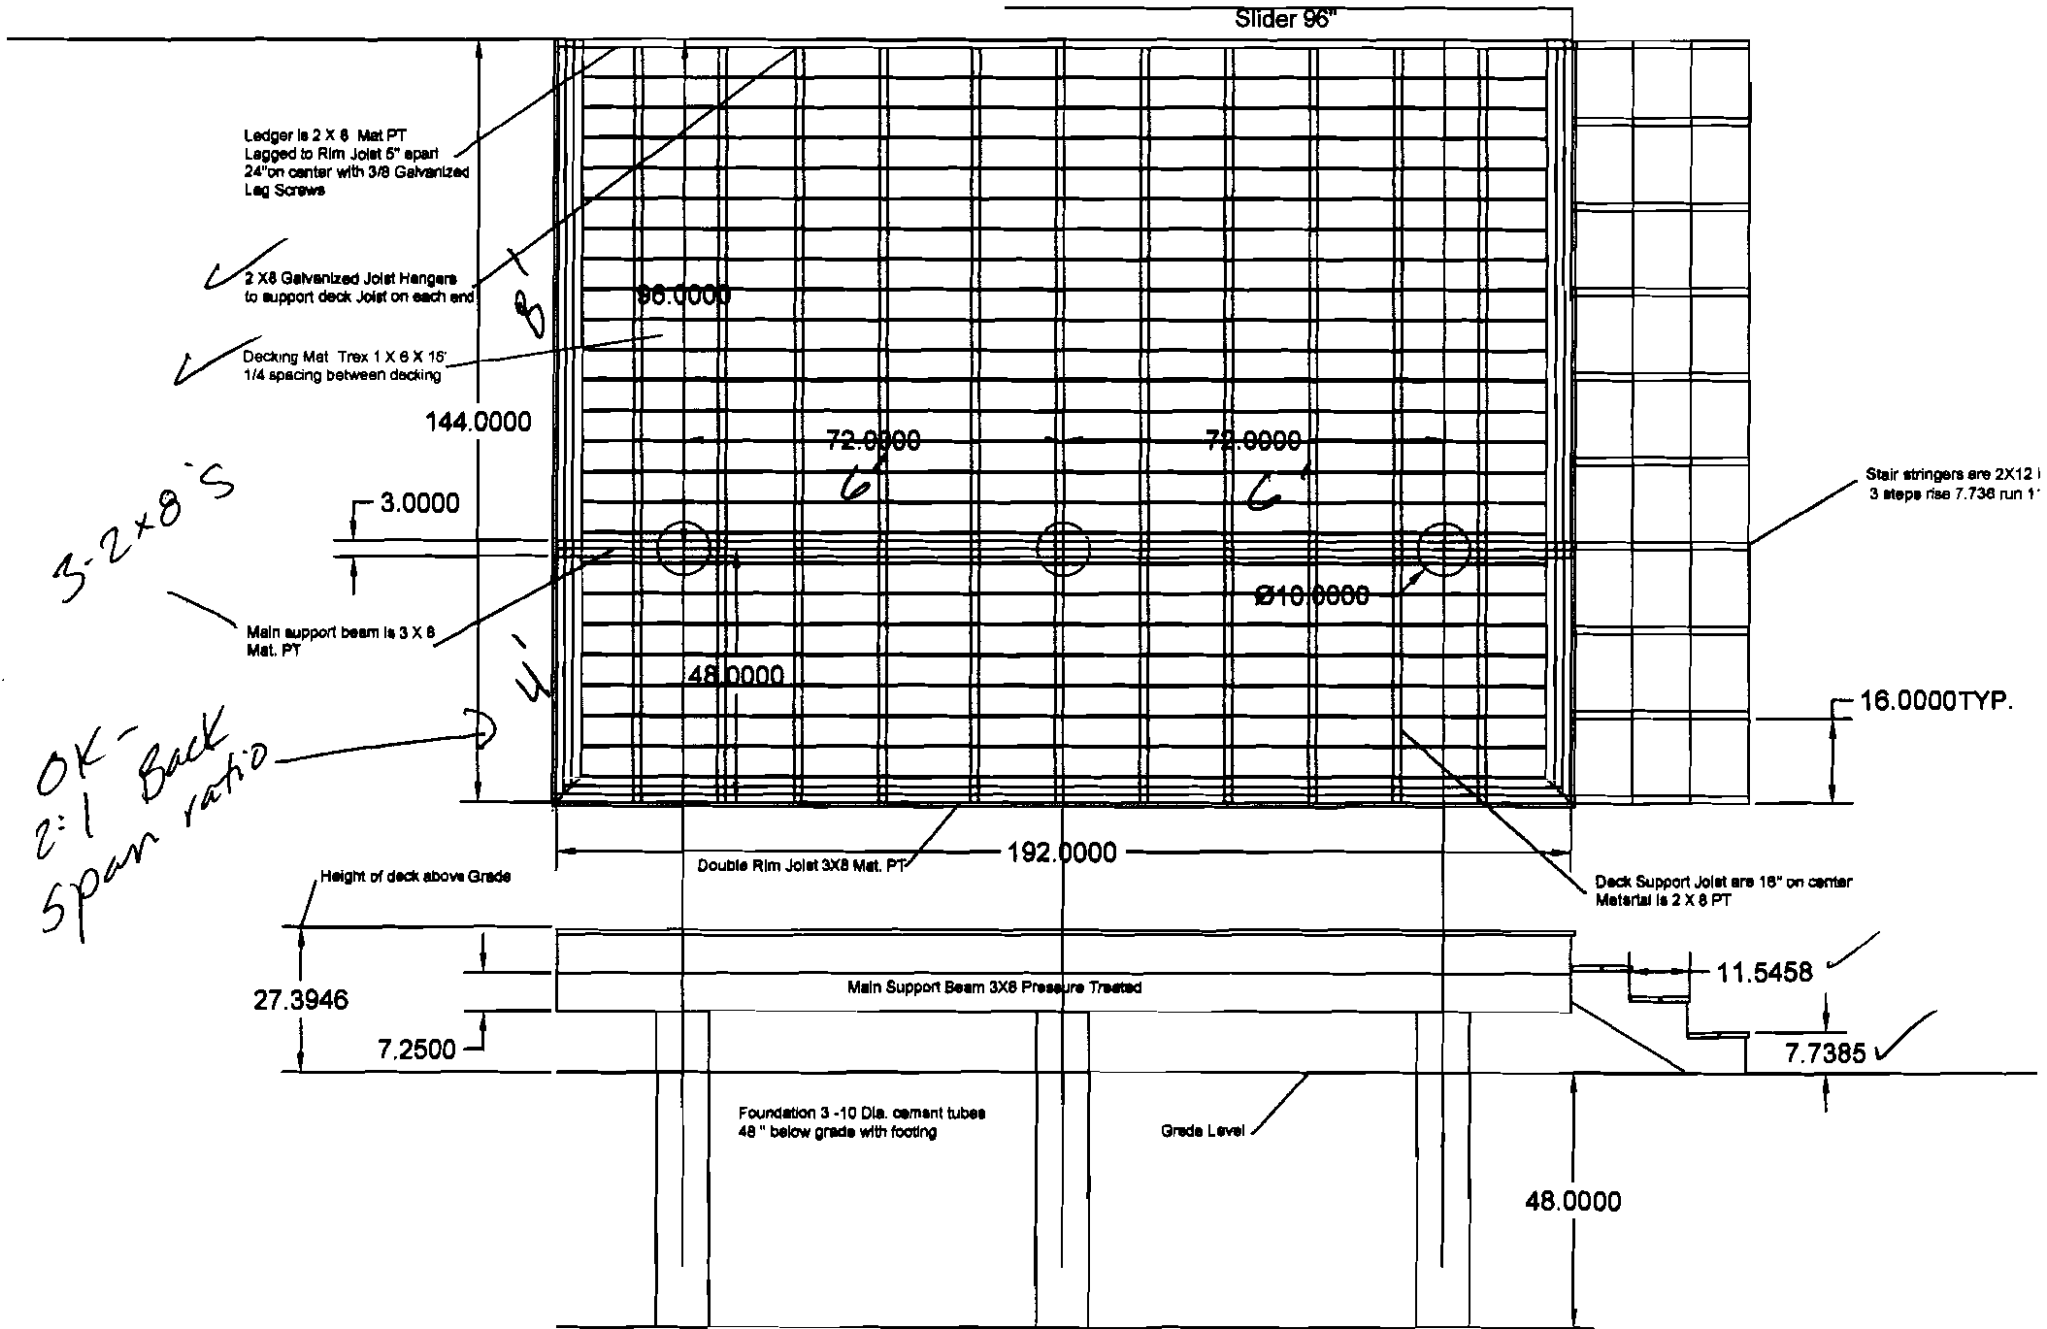 Slider 96"
Ledger is 2 X 8 Mat PT
Lagged to Rim Joist 5" apart
24"on center with 3/8 Galvanized
Lag Screws
2 X8 Galvanized Joist Hangers
to support deck Joist on each end
8'
96.0000
Decking Mat Trex 1 X 6 X 16'
1/4 spacing between decking
144.0000
72.0000
72.0000
6'
6'
Stair stringers are 2X12
3 steps rise 7.738 run 1
3.0000
3-2x8's
Ø10.0000
Main support beam is 3 X 8
Mat. PT
4'
48.0000
16.0000TYP.
OK-
2:1 Back
span ratio
192.0000
Double Rim Joist 3X8 Mat. PT
Height of deck above Grade
Deck Support Joist are 16" on center
Material is 2 X 8 PT
27.3946
Main Support Beam 3X8 Pressure Treated
11.5458
7.2500
7.7385
Foundation 3 -10 Dia. cement tubes
48 " below grade with footing
Grade Level
48.0000